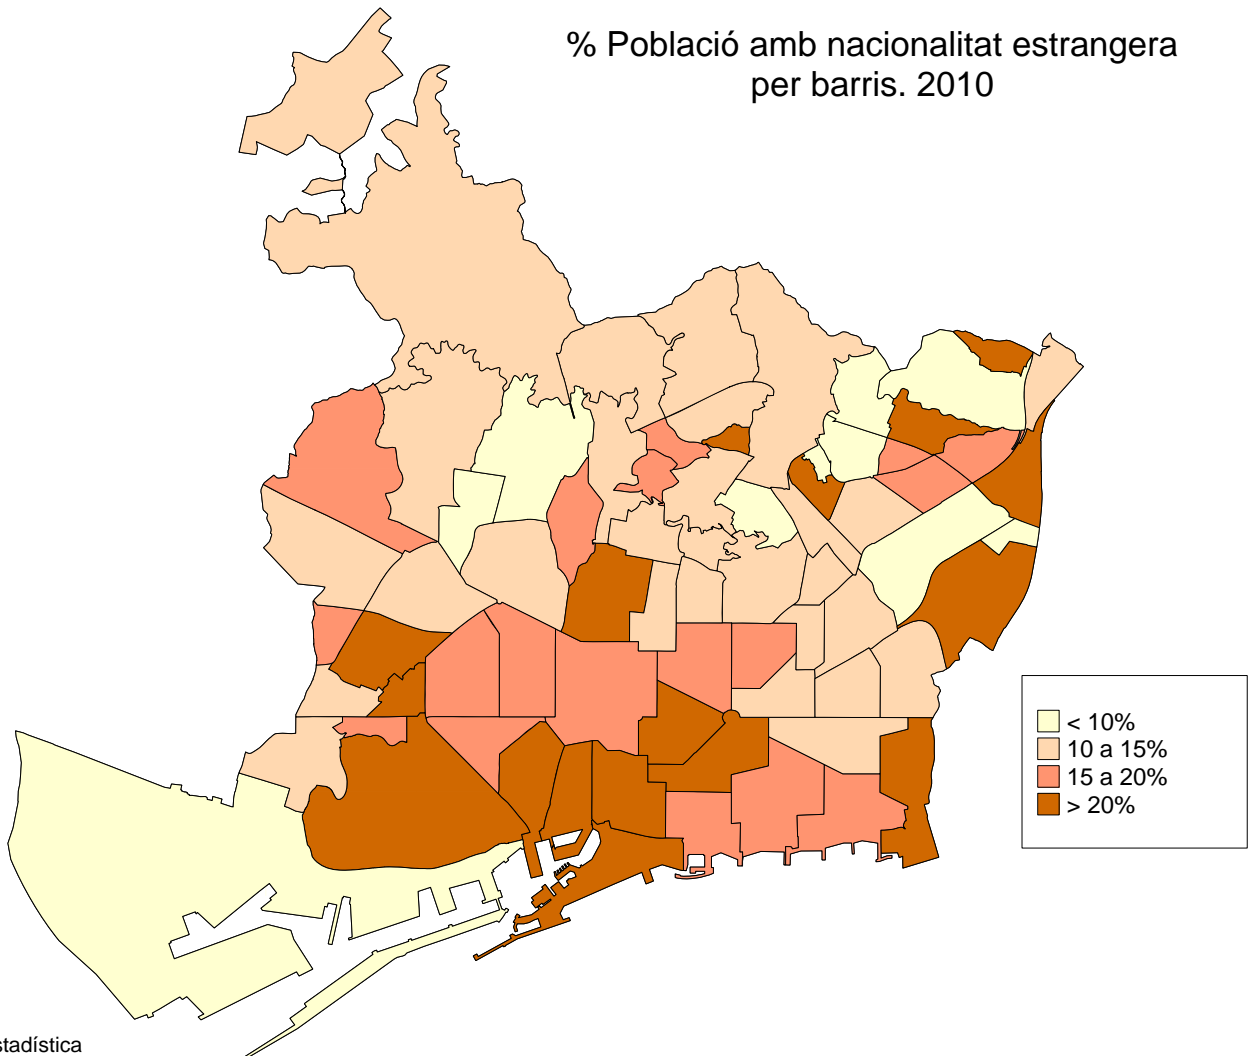 % Població amb nacionalitat estrangera
per barris. 2010
< 10%
10 a 15%
15 a 20%
> 20%
stadística